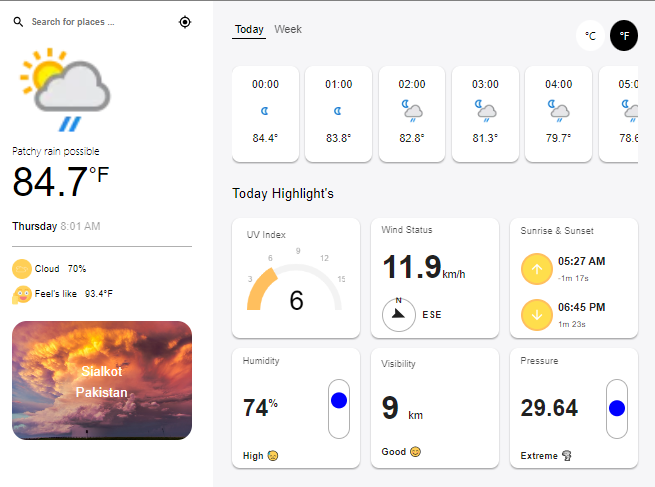 Search for places ...
Patchy rain possible
84.7°F
Thursday 8:01 AM
Cloud 70%
Feel's like 93.4°F
Sialkot
Pakistan
Today Week
°C °F
00:00 01:00 02:00 03:00 04:00
84.4° 83.8° 82.8° 81.3° 79.7° 78.6
Today Highlight's
UV Index
3 6 9 12 15
6
Wind Status
11.9km/h
N
ESE
Sunrise & Sunset
05:27 AM
-1m 17s
06:45 PM
1m 23s
Humidity
74%
High
Visibility
9 km
Good
Pressure
29.64
Extreme